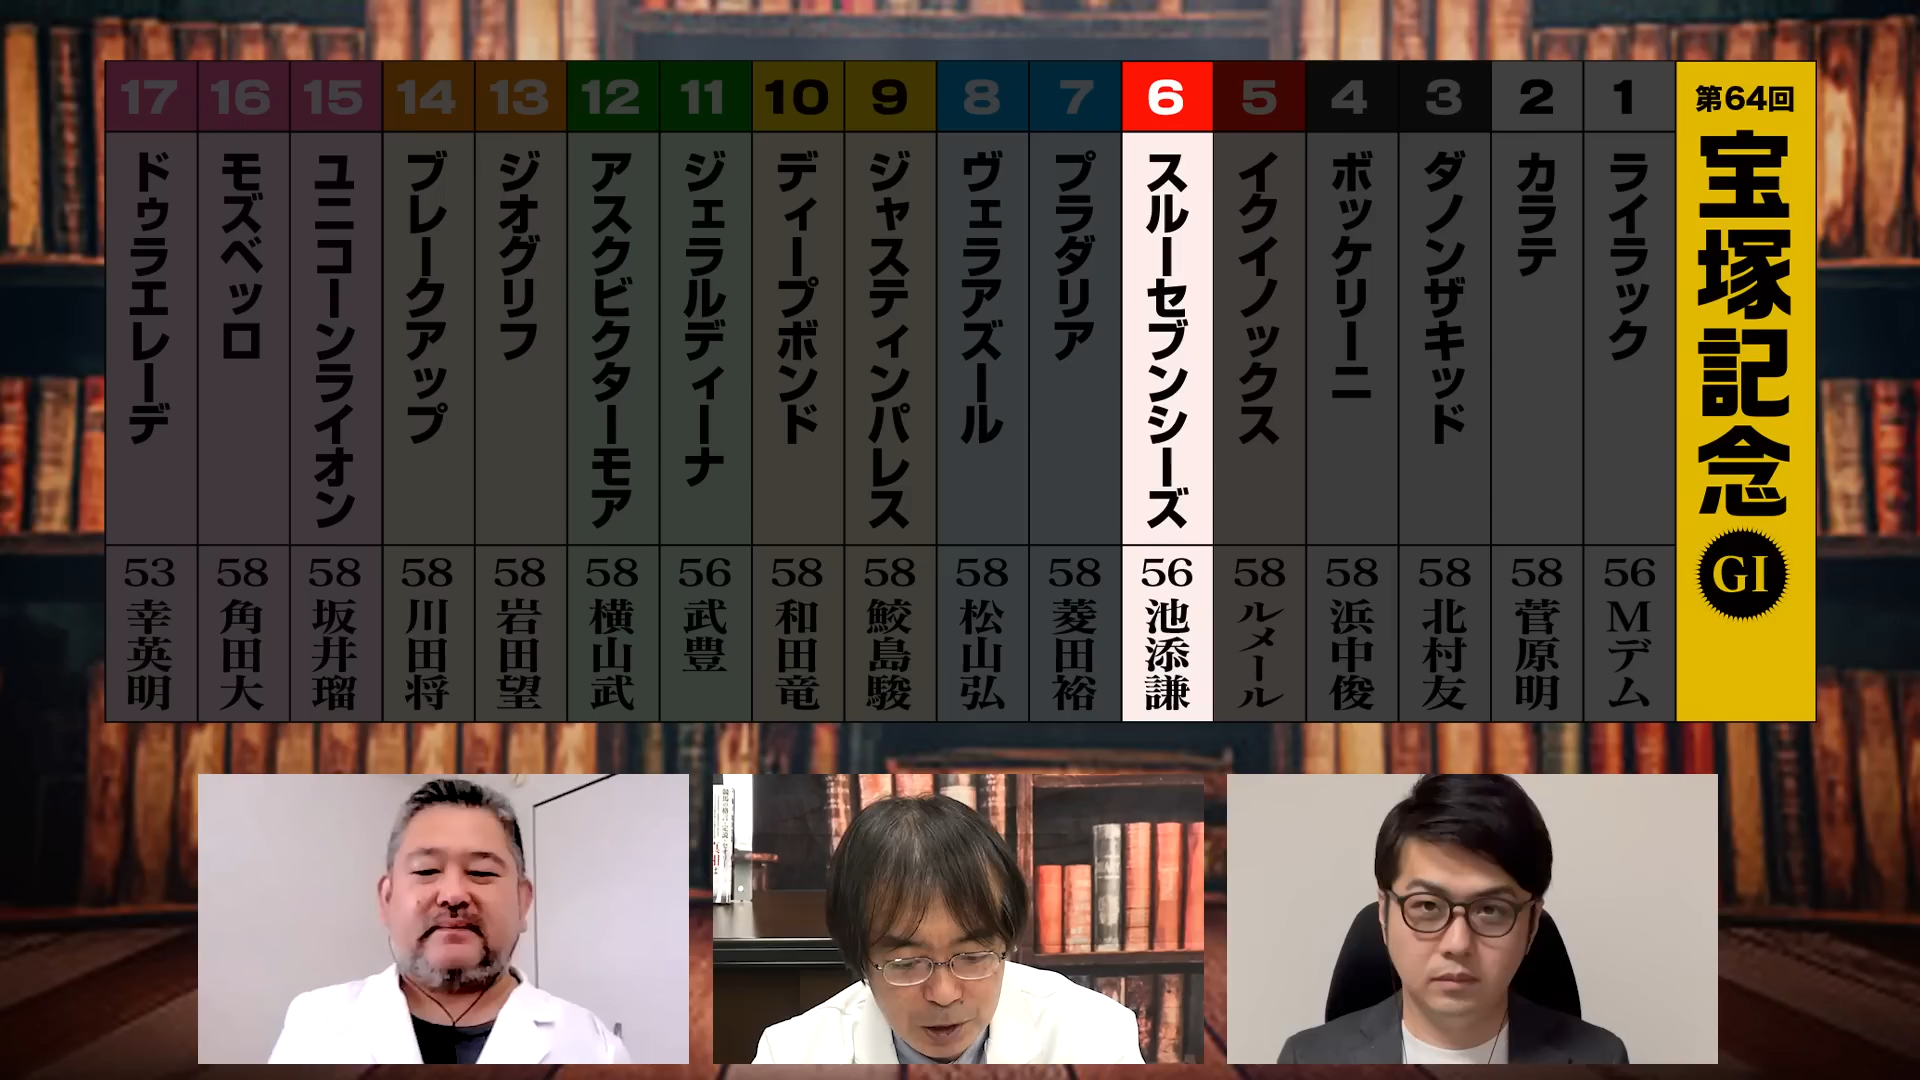 第64回
宝塚記念
GI
1
ライラック
56
Mデム
2
カラテ
58
菅原明
3
ダノンザキッド
58
北村友
4
ボッケリーニ
58
浜中俊
5
イクイノックス
58
ルメール
6
スルーセブンシーズ
56
池添謙
7
プラダリア
58
菱田裕
8
ヴェラアズール
58
松山弘
9
ジャスティンパレス
58
鮫島駿
10
ディープボンド
58
和田竜
11
ジェラルディーナ
56
武豊
12
アスクビクターモア
58
横山武
13
ジオグリフ
58
岩田望
14
ブレークアップ
58
川田将
15
ユニコーンライオン
58
坂井瑠
16
モズベッロ
58
角田大
17
ドゥラエレーデ
53
幸英明